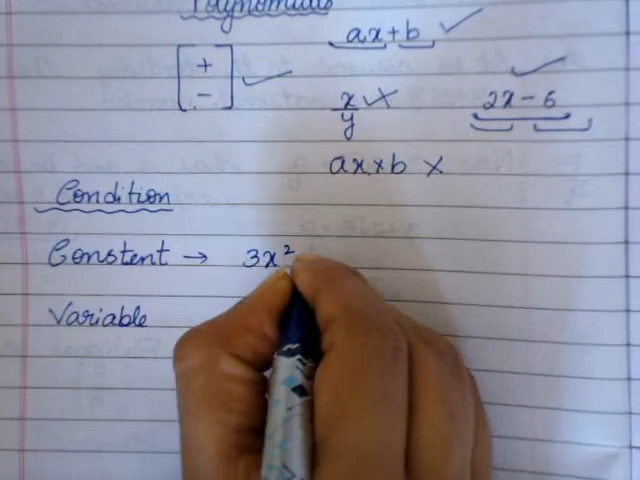 Polynomials
ax+b ✓
[+ -] ✓
x/y ✗
2x-6 ✓
ax×b ✗
Condition
Constent → 3x²
Variable